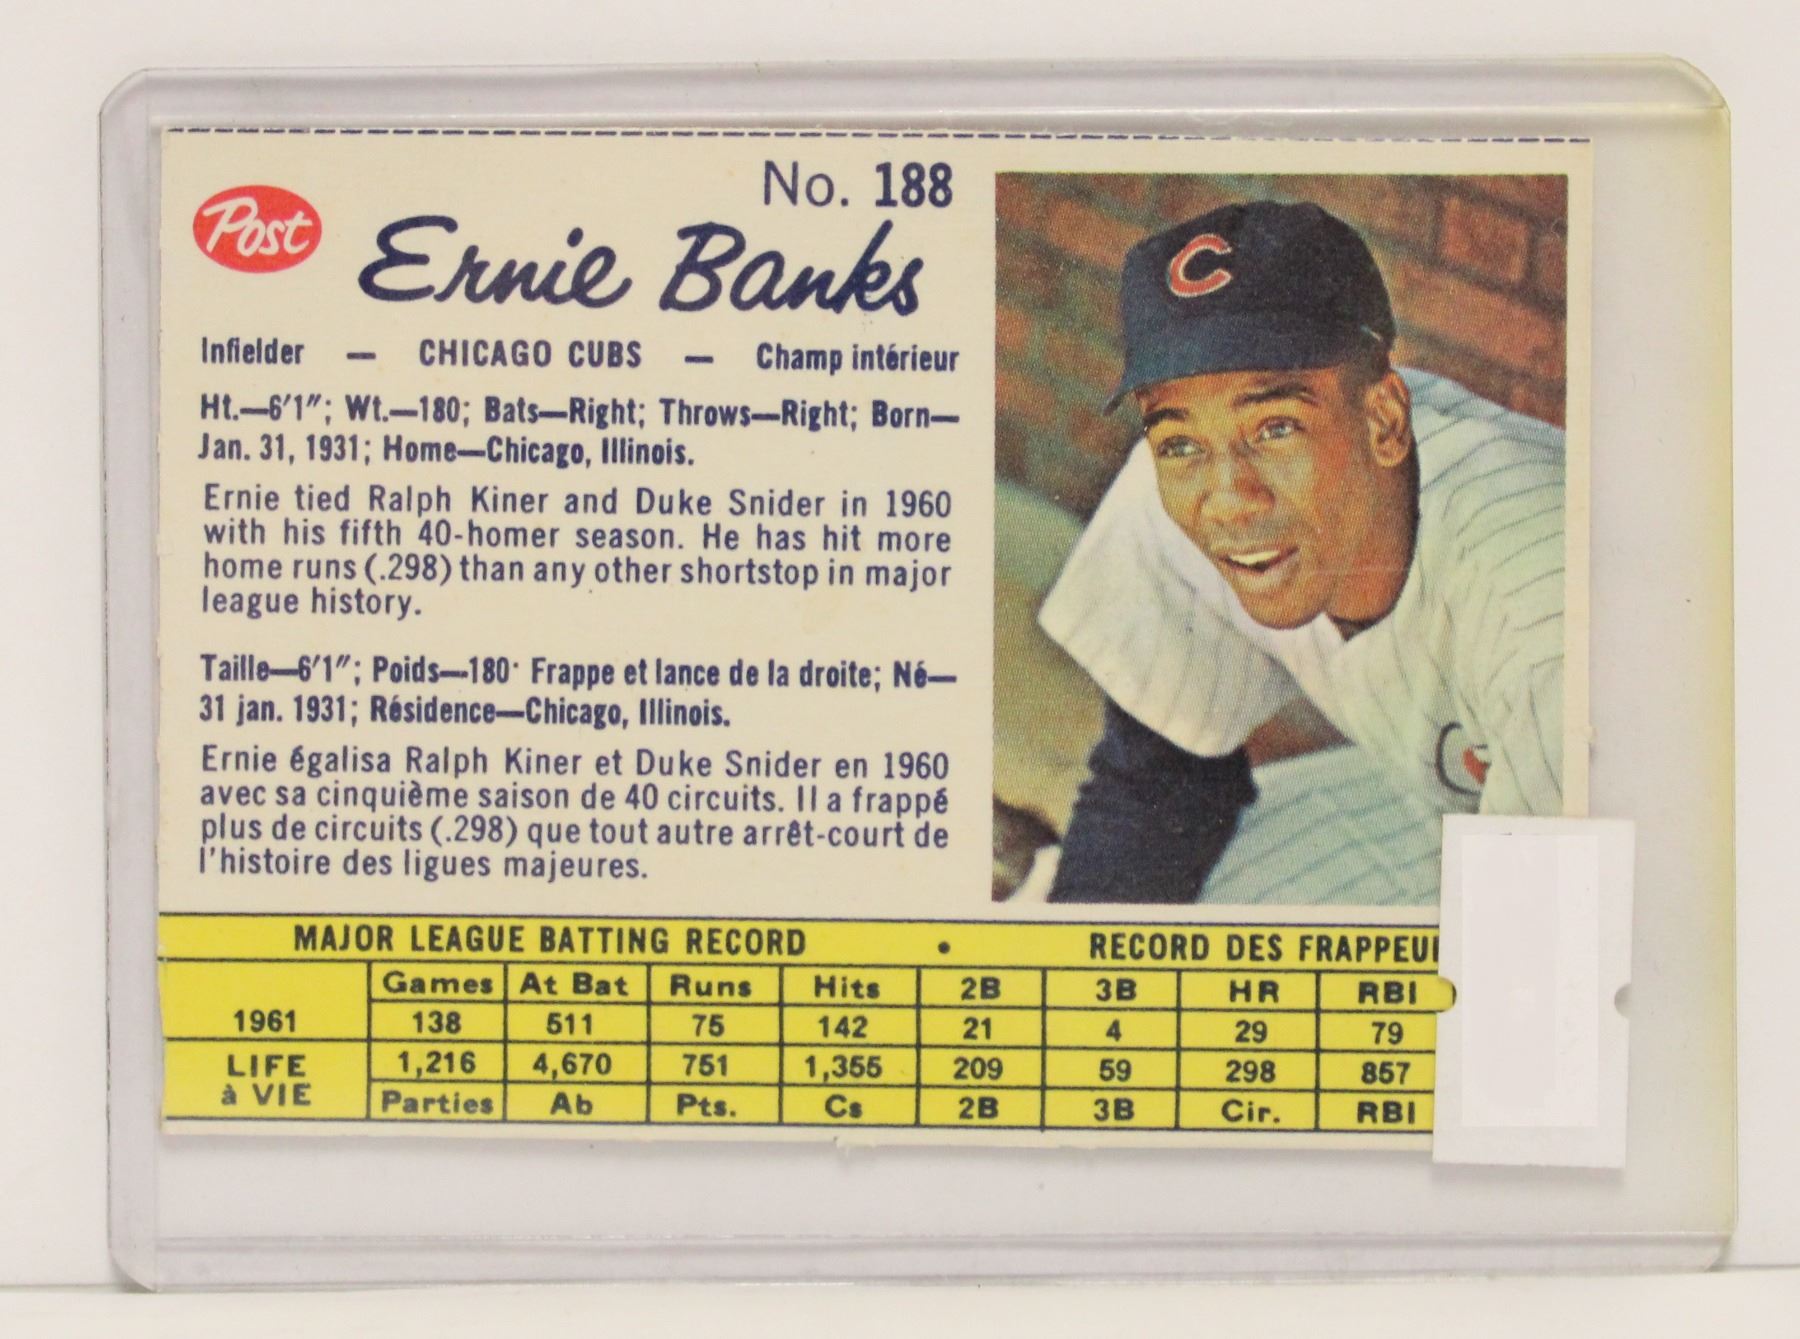 Post
No. 188
Ernie Banks
Infielder — CHICAGO CUBS — Champ intérieur
Ht.—6'1"; Wt.—180; Bats—Right; Throws—Right; Born—
Jan. 31, 1931; Home—Chicago, Illinois.
Ernie tied Ralph Kiner and Duke Snider in 1960
with his fifth 40-homer season. He has hit more
home runs (.298) than any other shortstop in major
league history.
Taille—6'1"; Poids—180· Frappe et lance de la droite; Né—
31 jan. 1931; Résidence—Chicago, Illinois.
Ernie égalisa Ralph Kiner et Duke Snider en 1960
avec sa cinquième saison de 40 circuits. Il a frappé
plus de circuits (.298) que tout autre arrêt-court de
l'histoire des ligues majeures.
MAJOR LEAGUE BATTING RECORD • RECORD DES FRAPPEU
Games At Bat Runs Hits 2B 3B HR RBI
1961 138 511 75 142 21 4 29 79
LIFE 1,216 4,670 751 1,355 209 59 298 857
à VIE Parties Ab Pts. Cs 2B 3B Cir. RBI
C